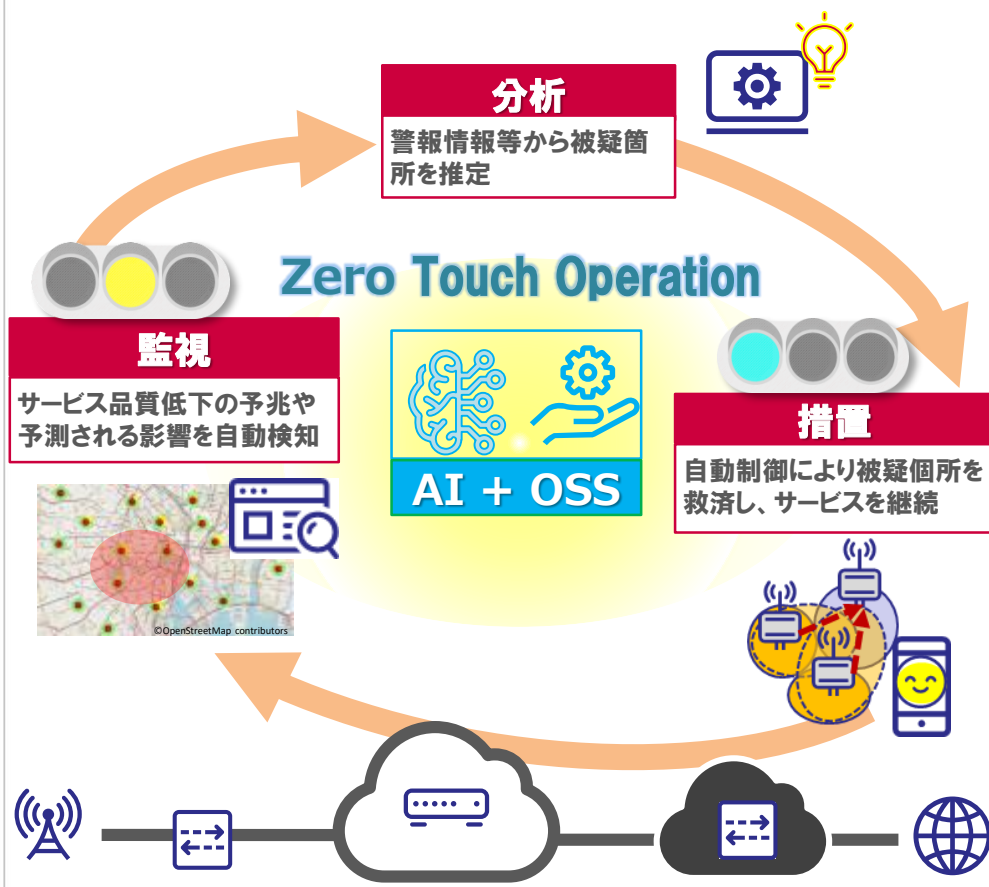 分析
警報情報等から被疑箇
所を推定
Zero Touch Operation
監視
サービス品質低下の予兆や
予測される影響を自動検知
AI + OSS
措置
自動制御により被疑個所を
救済し、サービスを継続
©OpenStreetMap contributors